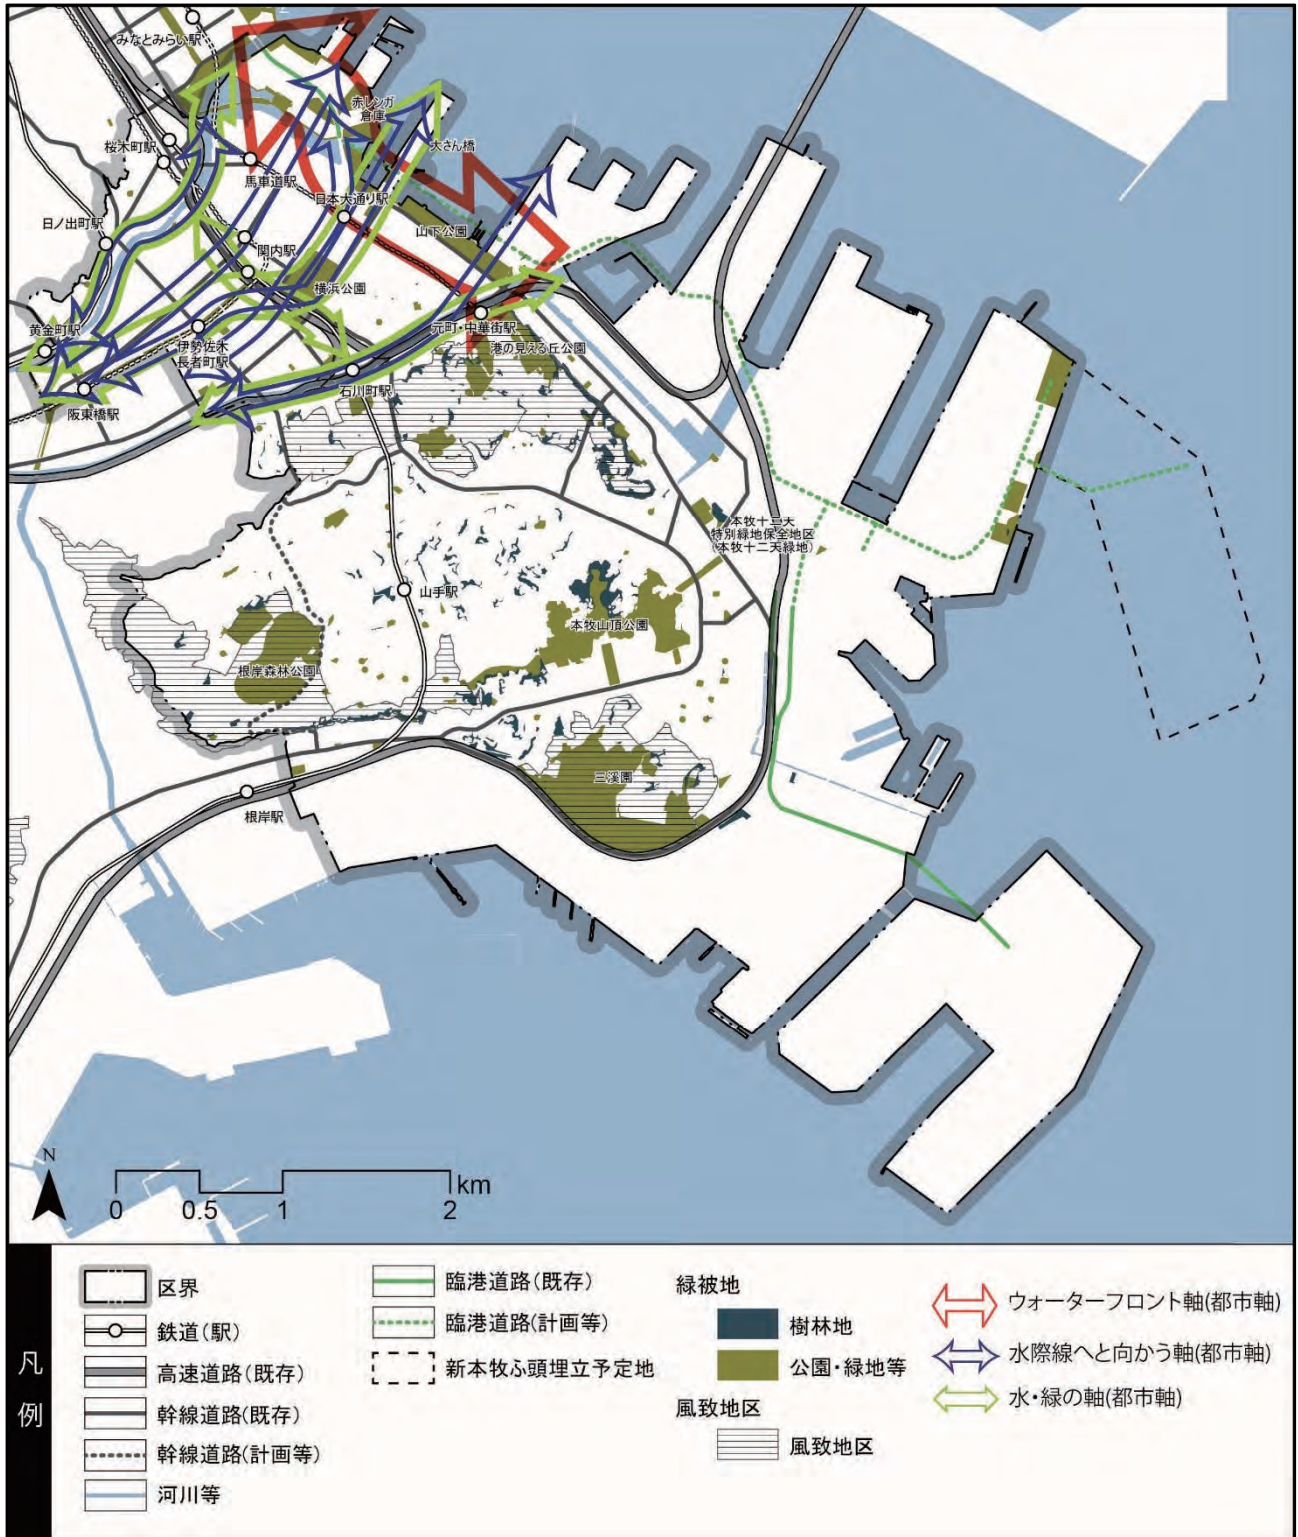 みなとみらい駅
赤レンガ
倉庫
大さん橋
桜木町駅
馬車道駅
日本大通り駅
日ノ出町駅
山下公園
関内駅
横浜公園
黄金町駅
元町・中華街駅
伊勢佐木
長者町駅
港の見える丘公園
石川町駅
阪東橋駅
本牧十二天
特別緑地保全地区
(本牧十二天緑地)
山手駅
本牧山頂公園
根岸森林公園
三溪園
根岸駅
N
km
0 0.5 1 2
凡例
区界
鉄道(駅)
高速道路(既存)
幹線道路(既存)
幹線道路(計画等)
河川等
臨港道路(既存)
臨港道路(計画等)
新本牧ふ頭埋立予定地
緑被地
樹林地
公園・緑地等
風致地区
風致地区
ウォーターフロント軸(都市軸)
水際線へと向かう軸(都市軸)
水・緑の軸(都市軸)